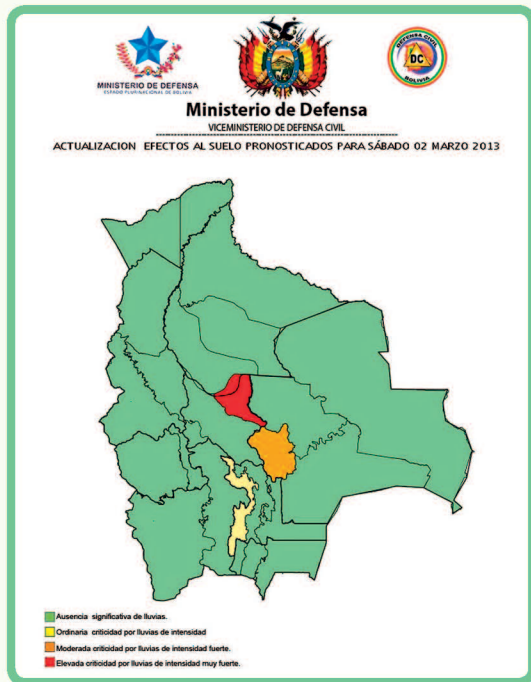 MINISTERIO DE DEFENSA
ESTADO PLURINACIONAL DE BOLIVIA
DEFENSA CIVIL
DC
BOLIVIA
Ministerio de Defensa
VICEMINISTERIO DE DEFENSA CIVIL
ACTUALIZACION EFECTOS AL SUELO PRONOSTICADOS PARA SÁBADO 02 MARZO 2013
Ausencia significativa de lluvias.
Ordinaria criticidad por lluvias de intensidad
Moderada criticidad por lluvias de intensidad fuerte.
Elevada criticidad por lluvias de intensidad muy fuerte.